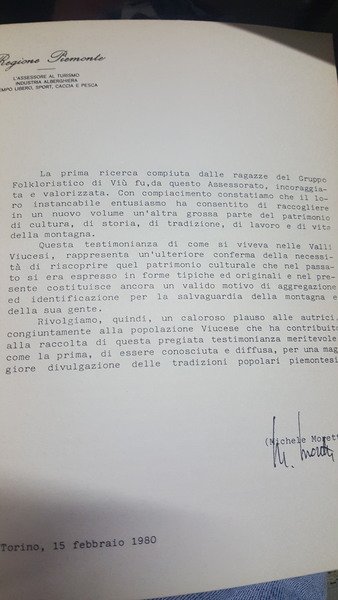 Regione Piemonte
L'ASSESSORE AL TURISMO
INDUSTRIA ALBERGHIERA
TEMPO LIBERO, SPORT, CACCIA E PESCA
La prima ricerca compiuta dalle ragazze del Gruppo
Folkloristico di Viù fu, da questo Assessorato, incoraggia-
ta e valorizzata. Con compiacimento constatiamo che il lo-
ro instancabile entusiasmo ha consentito di raccogliere
in un nuovo volume un'altra grossa parte del patrimonio
di cultura, di storia, di tradizione, di lavoro e di vita
della montagna.
Questa testimonianza di come si viveva nelle Valli
Viucesi, rappresenta un'ulteriore conferma della necessi-
tà di riscoprire quel patrimonio culturale che nel passa-
to si era espresso in forme tipiche ed originali e nel pre-
sente costituisce ancora un valido motivo di aggregazione
ed identificazione per la salvaguardia della montagna e
della sua gente.
Rivolgiamo, quindi, un caloroso plauso alle autrici
congiuntamente alla popolazione Viucese che ha contribuito
alla raccolta di questa pregiata testimonianza meritevole,
come la prima, di essere conosciuta e diffusa, per una mag
giore divulgazione delle tradizioni popolari piemontesi
(Michele Morett
Torino, 15 febbraio 1980